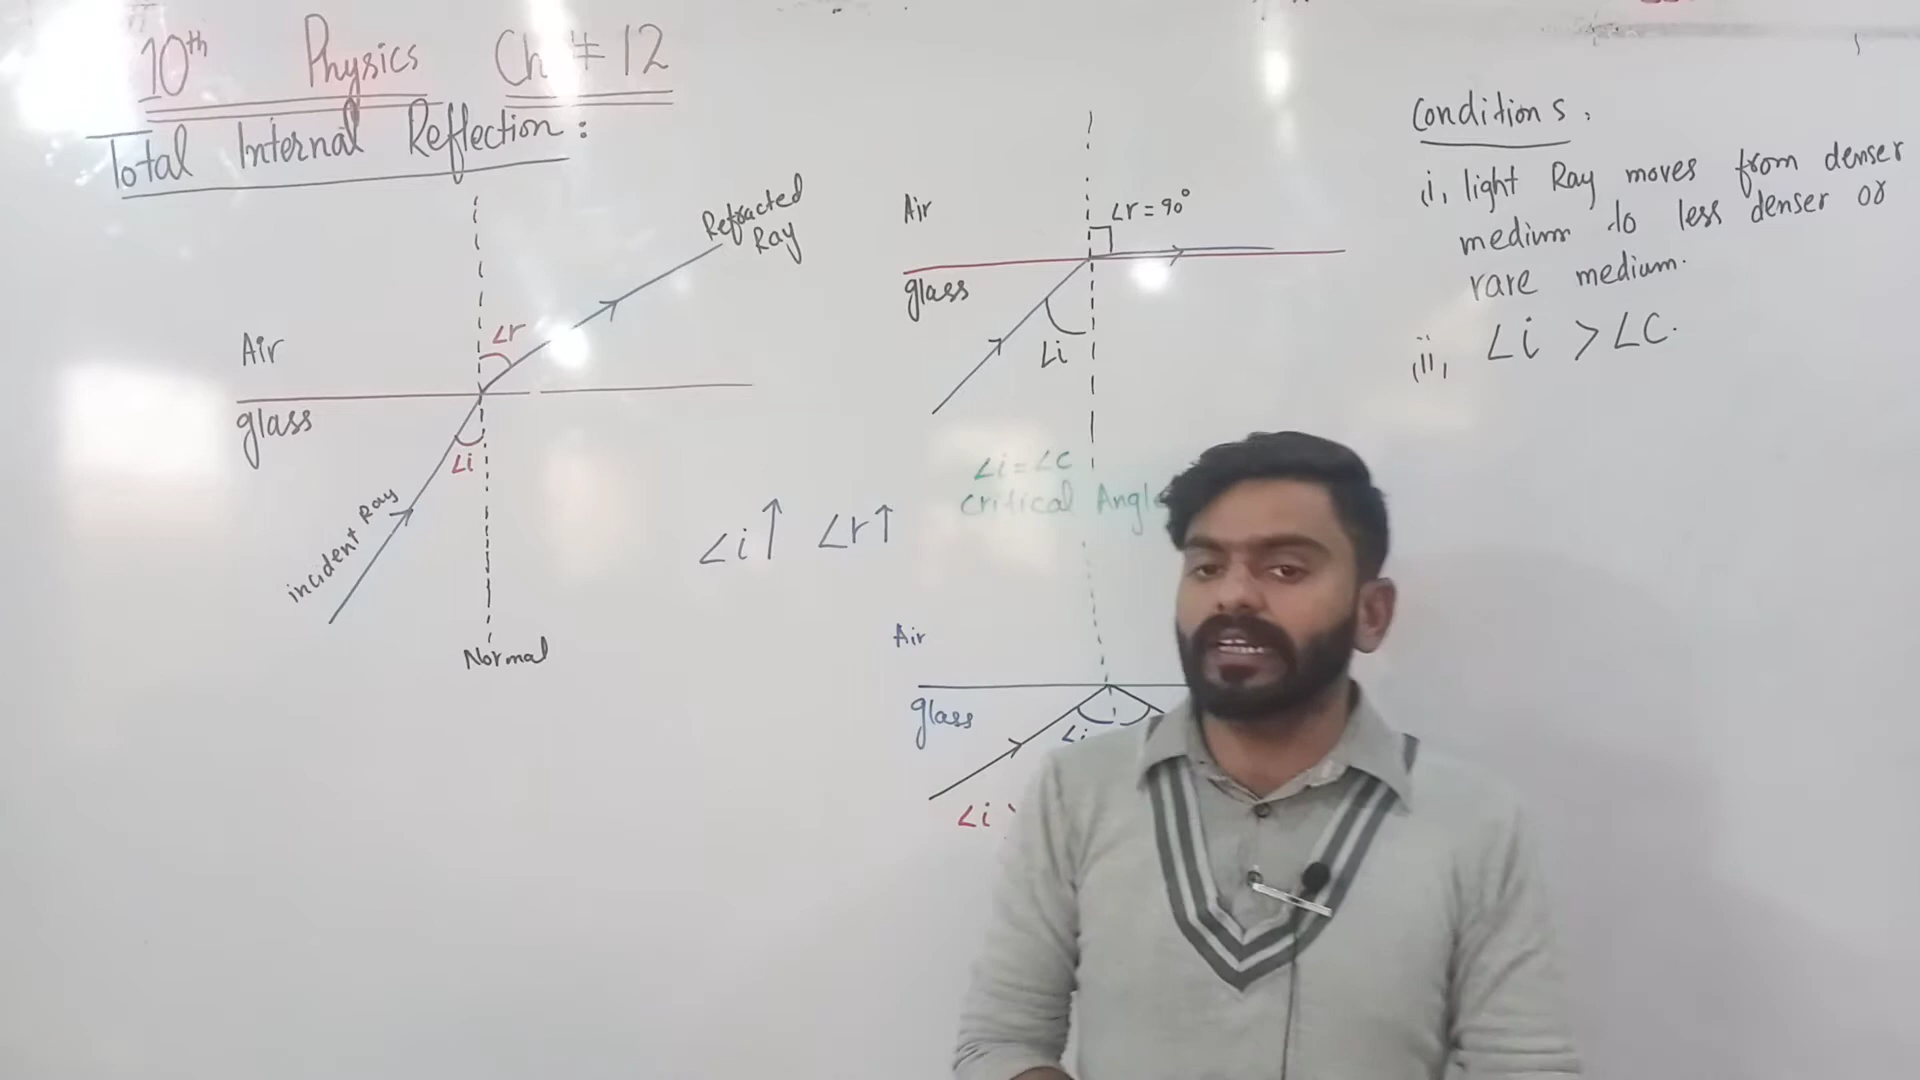 10th Physics Ch # 12
Total Internal Reflection:
Refracted
Ray
Air
∠r
glass
∠i
incident Ray
Normal
∠i↑ ∠r↑
Air
∠r = 90°
glass
∠i
∠i = ∠c
critical Angle
Air
glass
∠i
∠i >
Conditions:
(i, light Ray moves from denser
medium to less denser or
rare medium.
(ii, ∠i > ∠C.